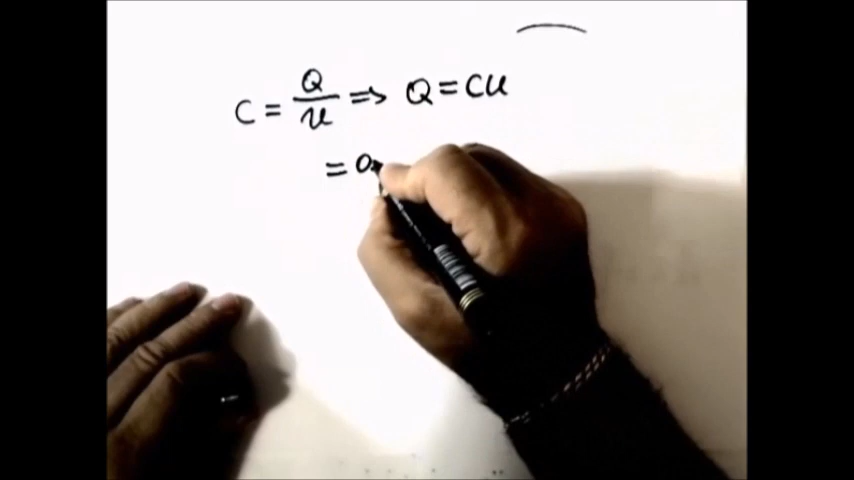 C = Q/U => Q = CU
= 0